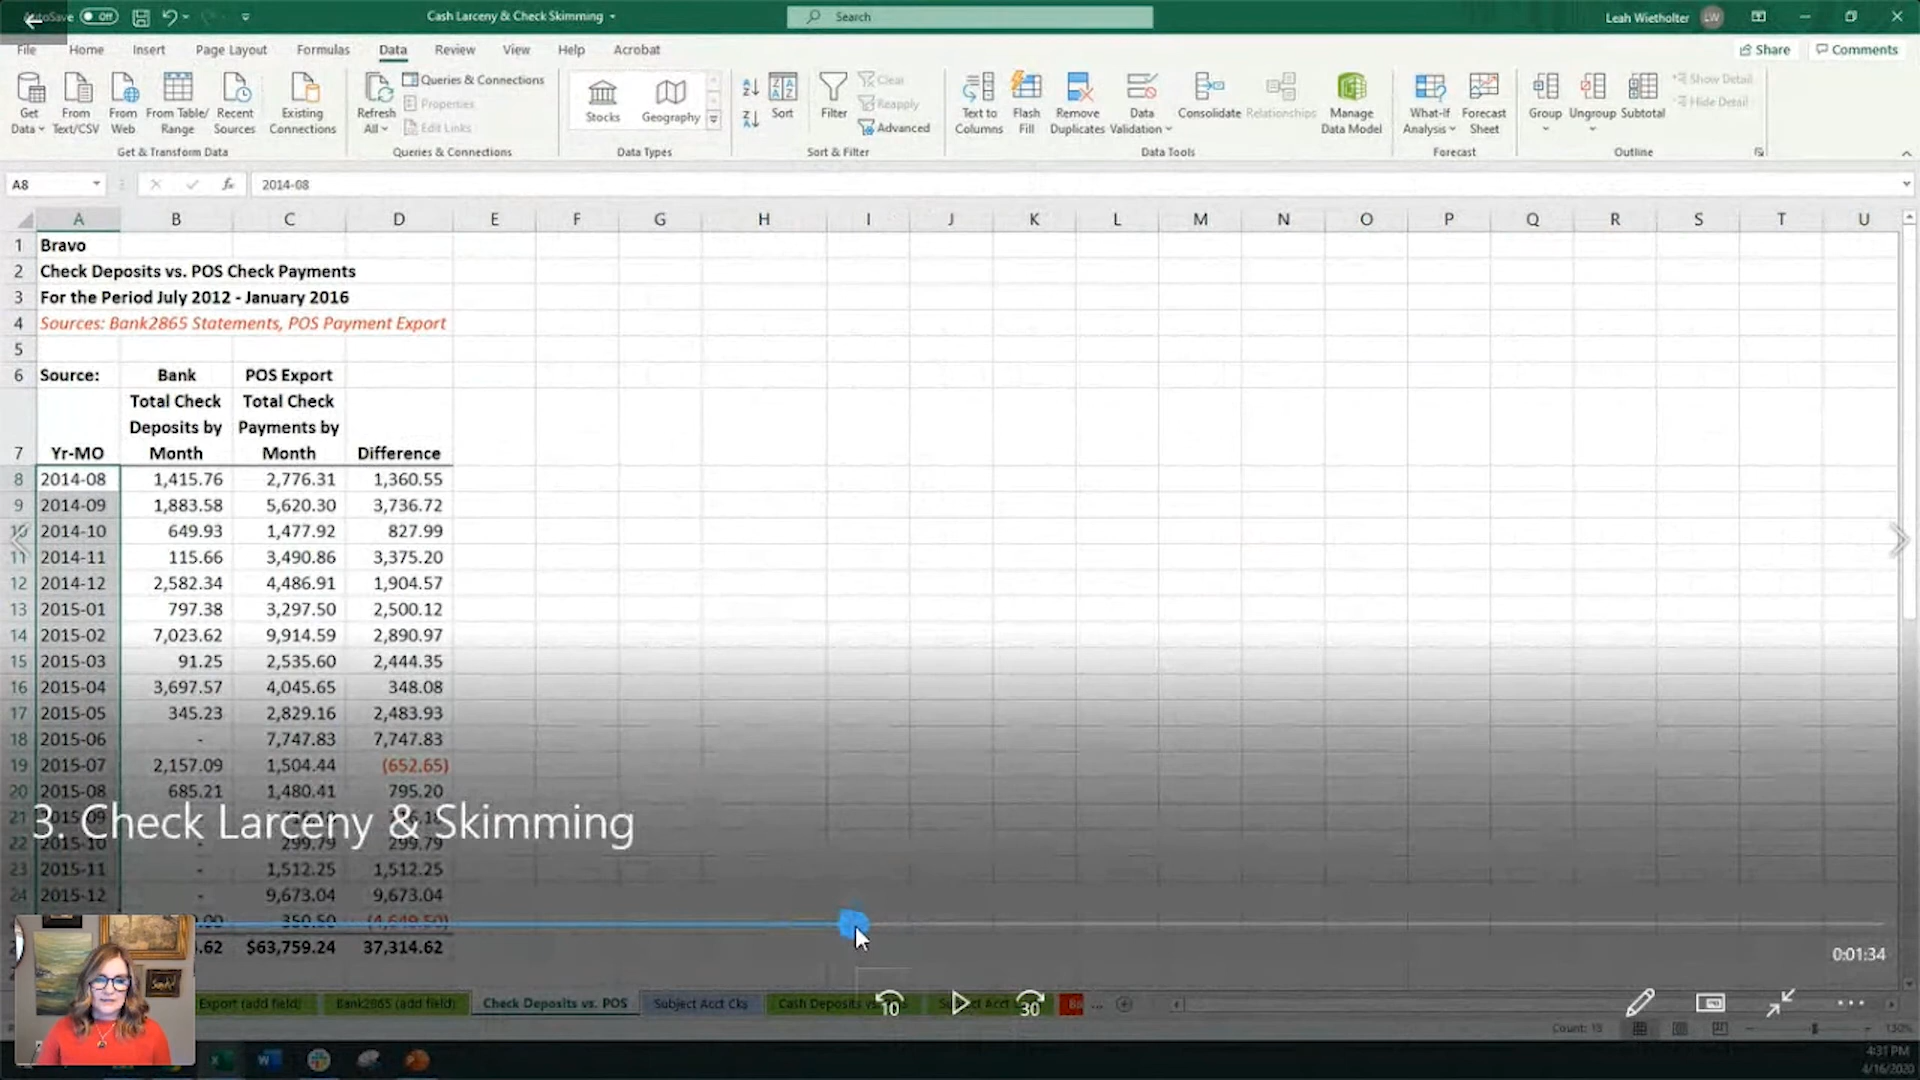 AutoSave Off Cash Larceny & Check Skimming Search Leah Wietholter LW
File Home Insert Page Layout Formulas Data Review View Help Acrobat Share Comments
Get Data From Text/CSV From Web From Table/ Range Recent Sources Existing Connections Refresh All Queries & Connections Properties Edit Links Stocks Geography Sort Filter Clear Reapply Advanced Text to Columns Flash Fill Remove Duplicates Data Validation Consolidate Relationships Manage Data Model What-If Analysis Forecast Sheet Group Ungroup Subtotal Show Detail Hide Detail
Get & Transform Data Queries & Connections Data Types Sort & Filter Data Tools Forecast Outline
A8 fx 2014-08
A B C D E F G H I J K L M N O P Q R S T U
1 Bravo
2 Check Deposits vs. POS Check Payments
3 For the Period July 2012 - January 2016
4 Sources: Bank2865 Statements, POS Payment Export
5
6 Source: Bank POS Export
Total Check Total Check
Deposits by Payments by
7 Yr-MO Month Month Difference
8 2014-08 1,415.76 2,776.31 1,360.55
9 2014-09 1,883.58 5,620.30 3,736.72
10 2014-10 649.93 1,477.92 827.99
11 2014-11 115.66 3,490.86 3,375.20
12 2014-12 2,582.34 4,486.91 1,904.57
13 2015-01 797.38 3,297.50 2,500.12
14 2015-02 7,023.62 9,914.59 2,890.97
15 2015-03 91.25 2,535.60 2,444.35
16 2015-04 3,697.57 4,045.65 348.08
17 2015-05 345.23 2,829.16 2,483.93
18 2015-06 - 7,747.83 7,747.83
19 2015-07 2,157.09 1,504.44 (652.65)
20 2015-08 685.21 1,480.41 795.20
21 2015-09
3. Check Larceny & Skimming
22 2015-10 - 299.79 299.79
23 2015-11 - 1,512.25 1,512.25
24 2015-12 - 9,673.04 9,673.04
350.50 (4,649.50)
.62 $63,759.24 37,314.62
0:01:34
Export (add field) Bank2865 (add field) Check Deposits vs. POS Subject Acct Cks Cash Deposits
10 30
Count: 18 130%
4:31 PM
4/16/2020